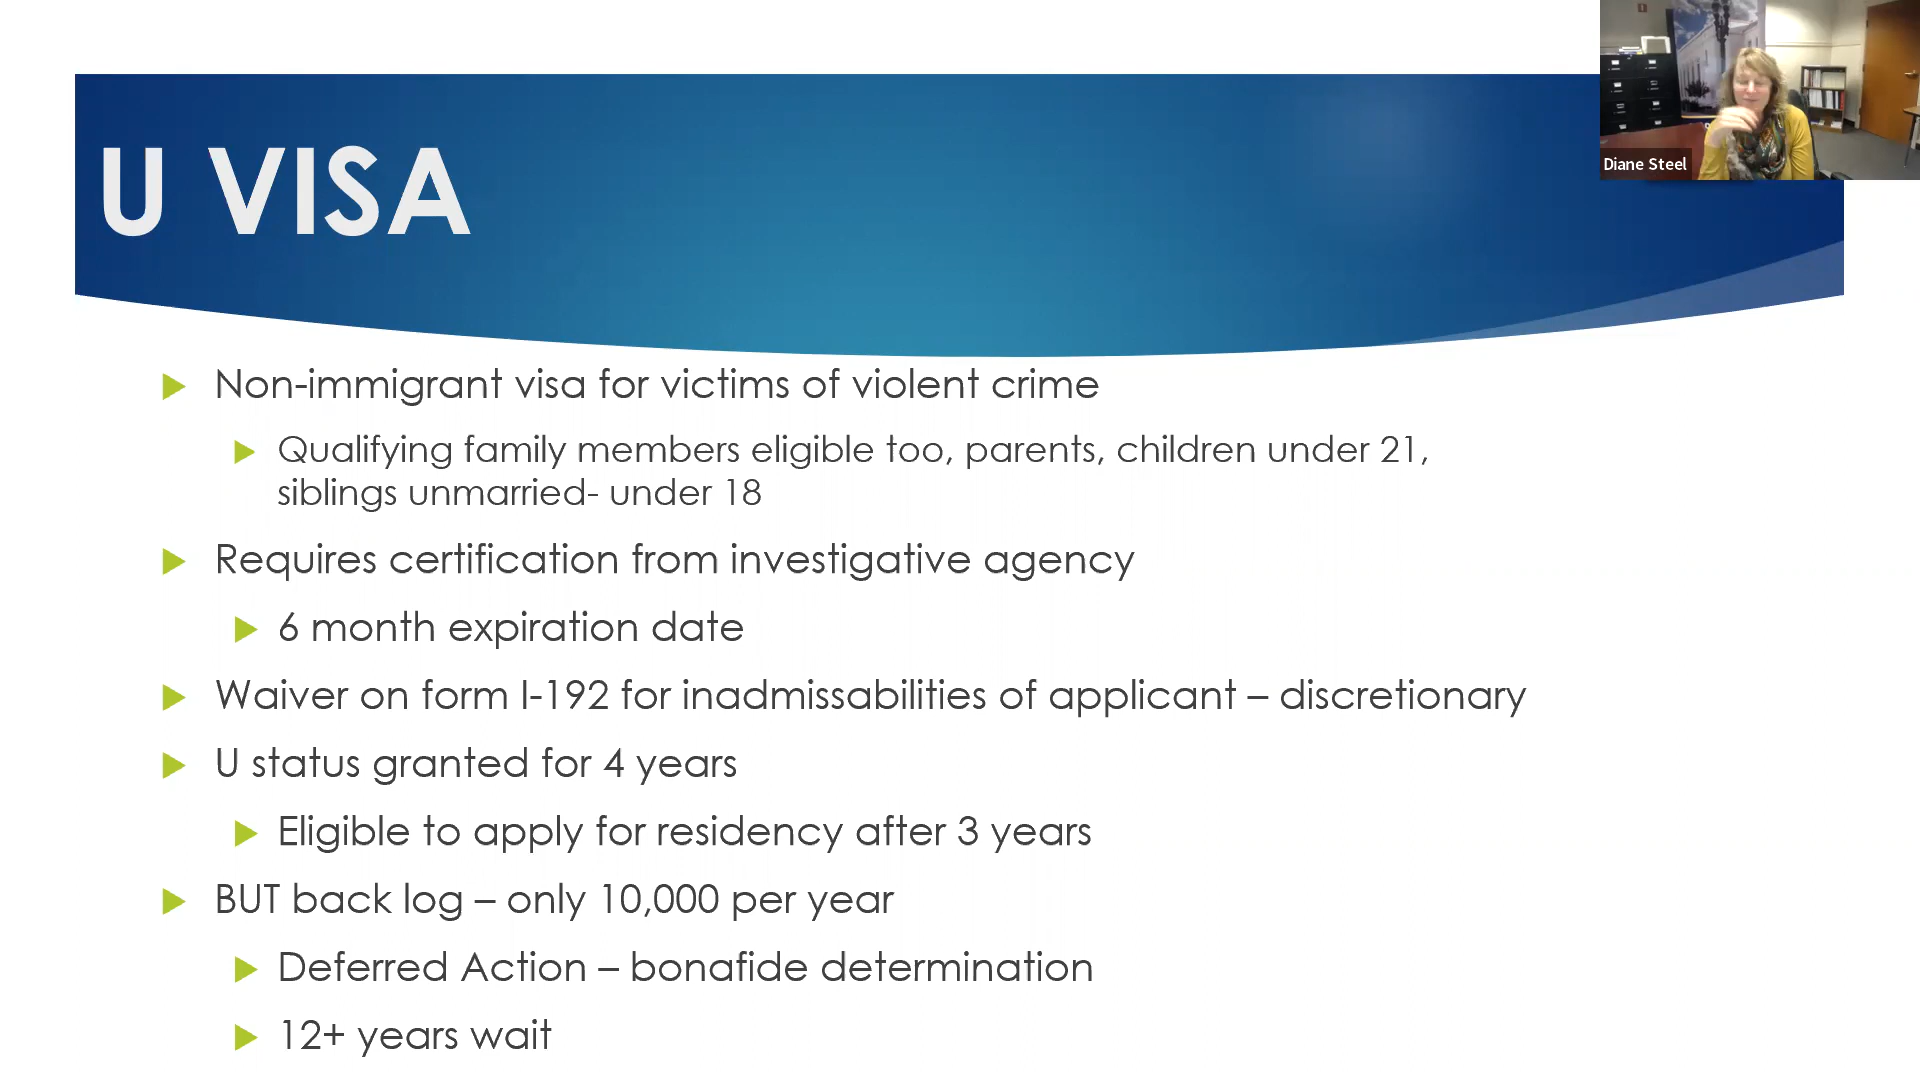 U VISA
Diane Steel
Non-immigrant visa for victims of violent crime
Qualifying family members eligible too, parents, children under 21,
siblings unmarried- under 18
Requires certification from investigative agency
6 month expiration date
Waiver on form I-192 for inadmissabilities of applicant – discretionary
U status granted for 4 years
Eligible to apply for residency after 3 years
BUT back log – only 10,000 per year
Deferred Action – bonafide determination
12+ years wait